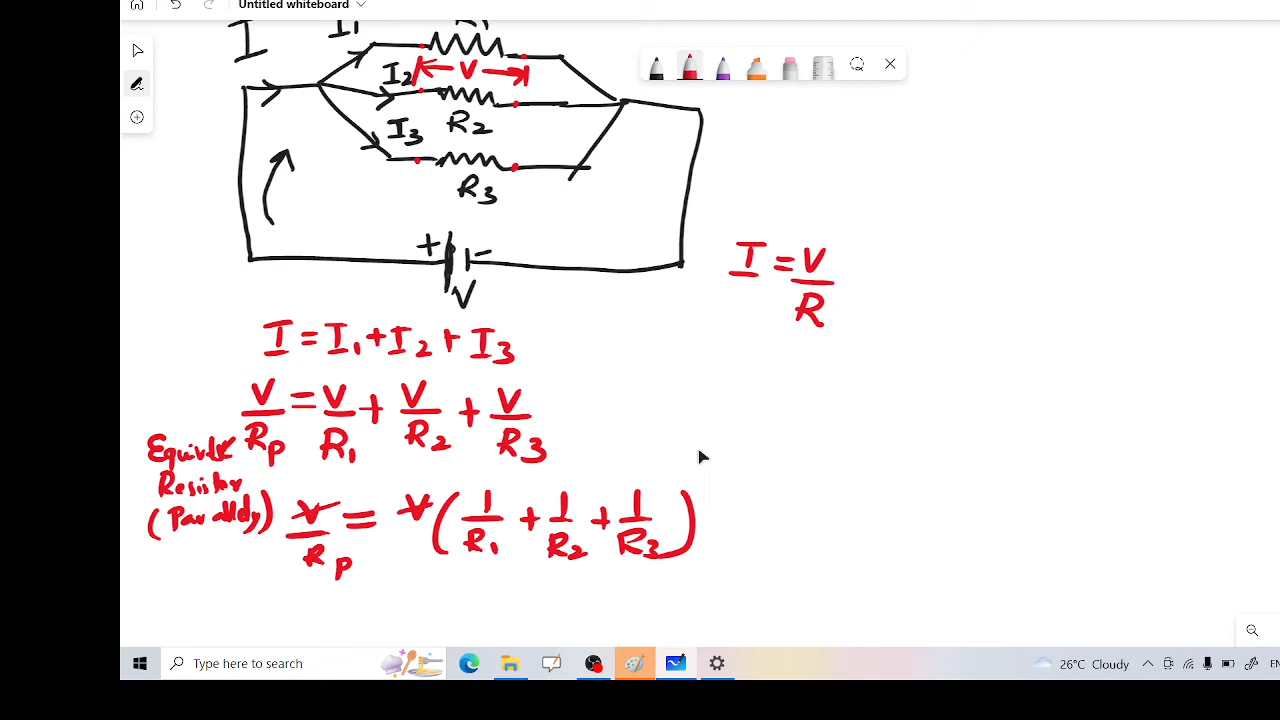 Untitled whiteboard
I
I1
R1
I2
V
I3
R2
R3
+ -
V
I = V/R
I = I1 + I2 + I3
V/Rp = V/R1 + V/R2 + V/R3
Resistor
V/Rp = V(1/R1 + 1/R2 + 1/R3)
Type here to search
26°C Cloudy